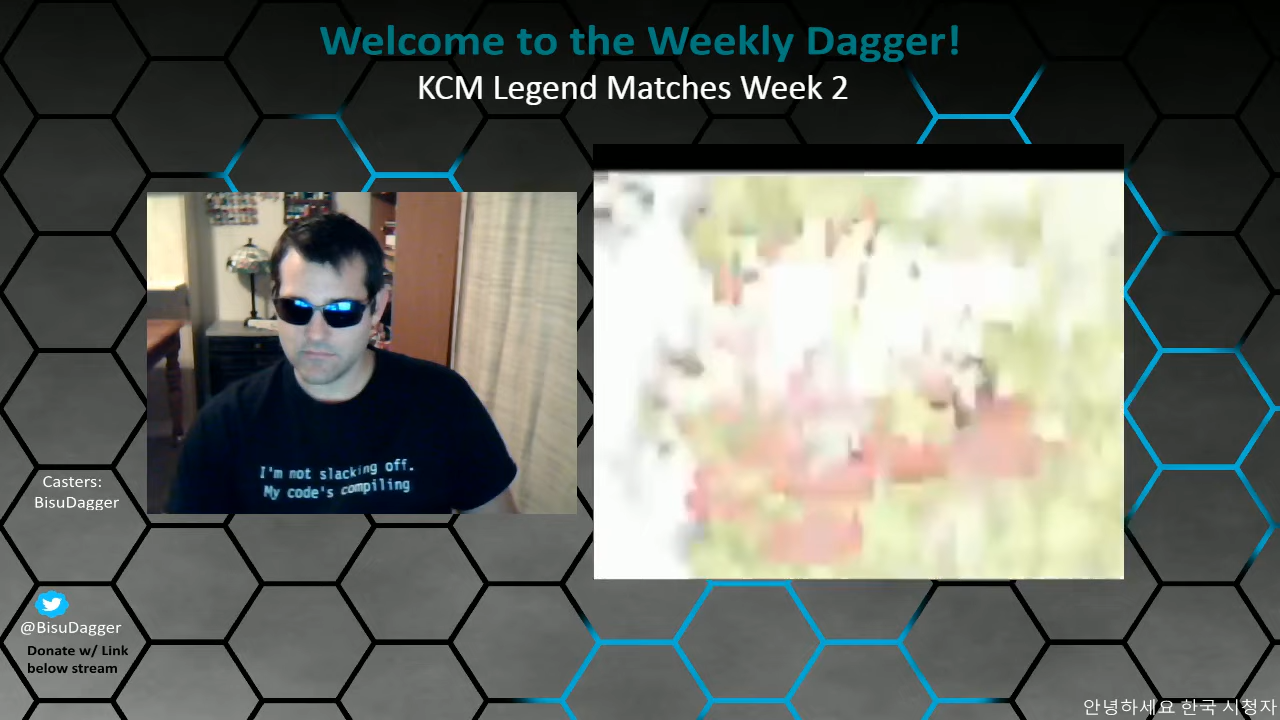 Welcome to the Weekly Dagger!
KCM Legend Matches Week 2
I'm not slacking off.
My code's compiling
Casters:
BisuDagger
@BisuDagger
Donate w/ Link
below stream
안녕하세요 한국 시청자